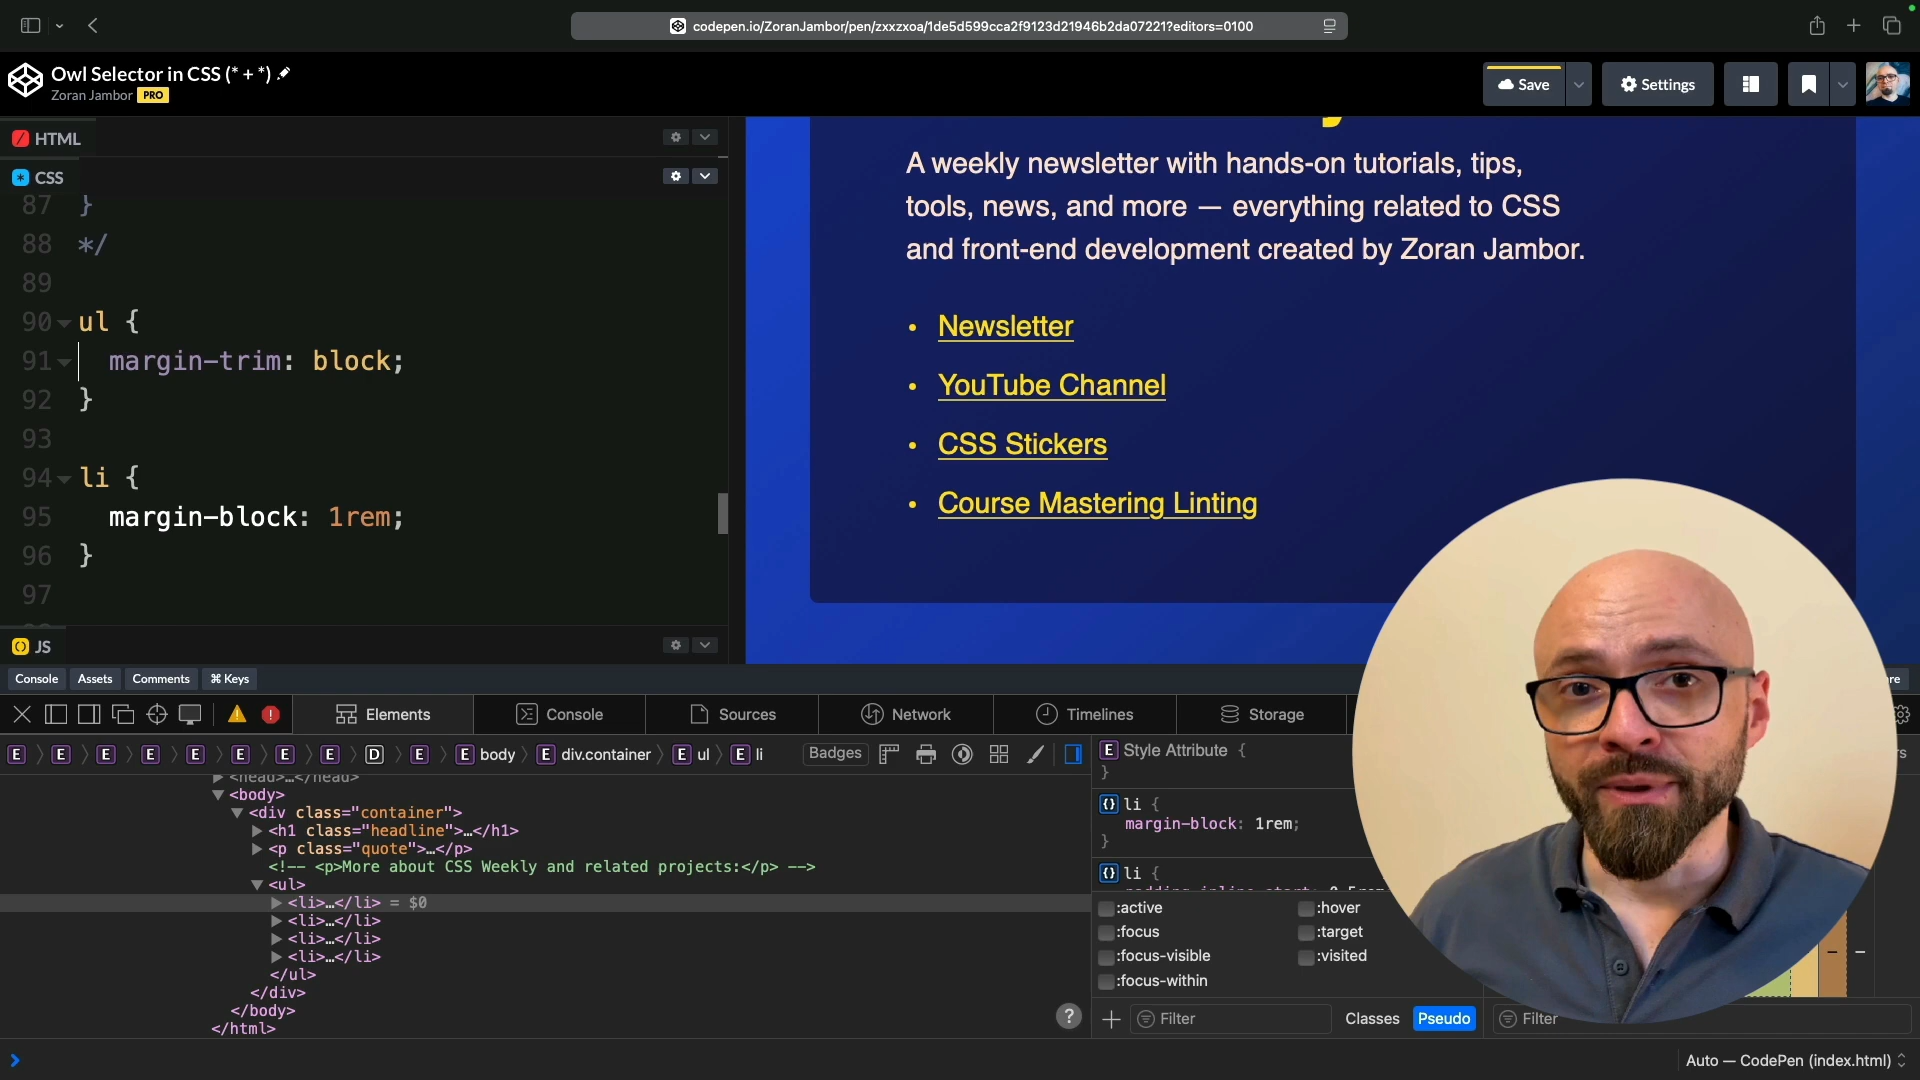 codepen.io/ZoranJambor/pen/zxxzxoa/1de5d599cca2f9123d21946b2da07221?editors=0100
Owl Selector in CSS (* + *)
Zoran Jambor PRO
Save
Settings
HTML
CSS
87 }
88 */
89
90 ul {
91 margin-trim: block;
92 }
93
94 li {
95 margin-block: 1rem;
96 }
97
JS
A weekly newsletter with hands-on tutorials, tips,
tools, news, and more — everything related to CSS
and front-end development created by Zoran Jambor.
• Newsletter
• YouTube Channel
• CSS Stickers
• Course Mastering Linting
Console Assets Comments ⌘ Keys
Elements Console Sources Network Timelines Storage
E E E E E E E E D E E body E div.container E ul E li Badges
<head>…</head>
<body>
<div class="container">
<h1 class="headline">…</h1>
<p class="quote">…</p>
<!-- <p>More about CSS Weekly and related projects:</p> -->
<ul>
<li>…</li> = $0
<li>…</li>
<li>…</li>
<li>…</li>
</ul>
</div>
</body>
</html>
E Style Attribute {
}
{} li {
margin-block: 1rem;
}
{} li {
:active :hover
:focus :target
:focus-visible :visited
:focus-within
Filter Classes Pseudo Filter
Auto — CodePen (index.html)